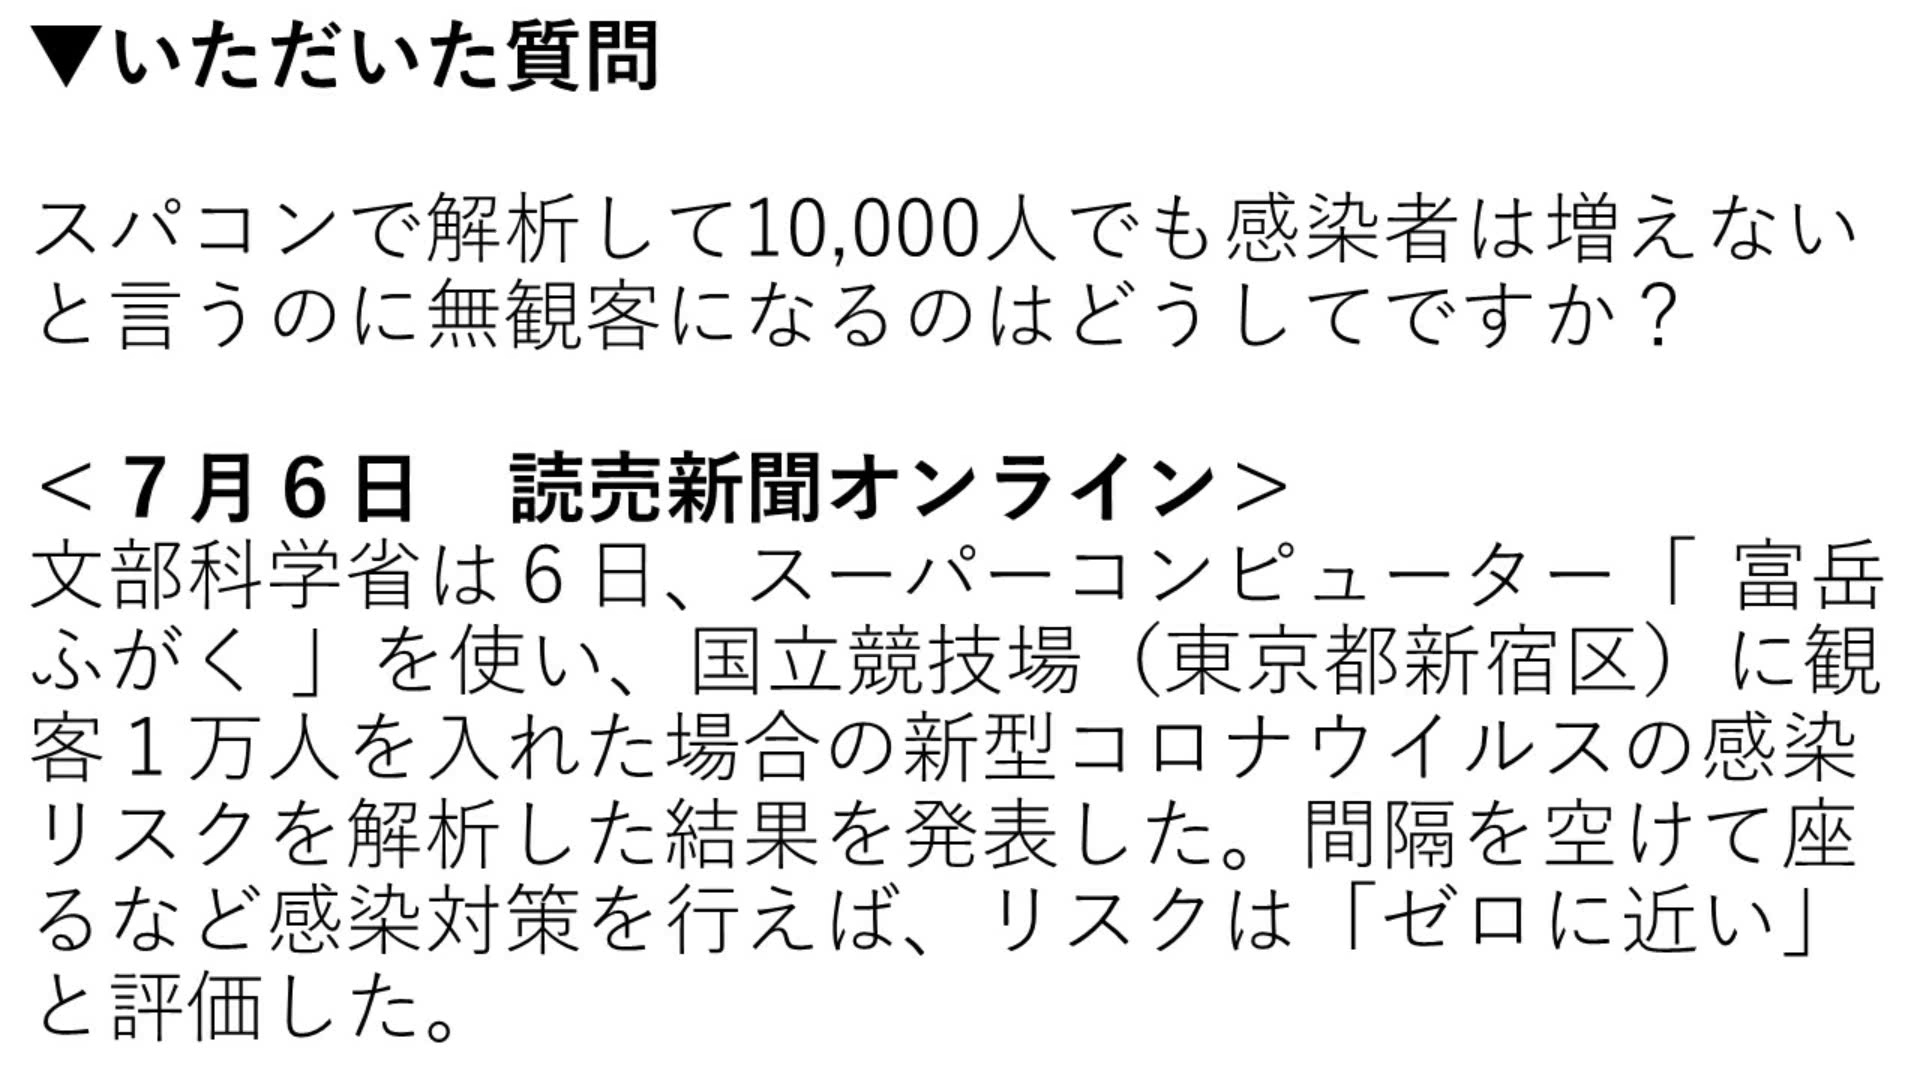 ▼いただいた質問
スパコンで解析して10,000人でも感染者は増えない
と言うのに無観客になるのはどうしてですか？
＜７月６日　読売新聞オンライン＞
文部科学省は６日、スーパーコンピューター「 富岳
ふがく 」を使い、国立競技場（東京都新宿区）に観
客１万人を入れた場合の新型コロナウイルスの感染
リスクを解析した結果を発表した。間隔を空けて座
るなど感染対策を行えば、リスクは「ゼロに近い」
と評価した。